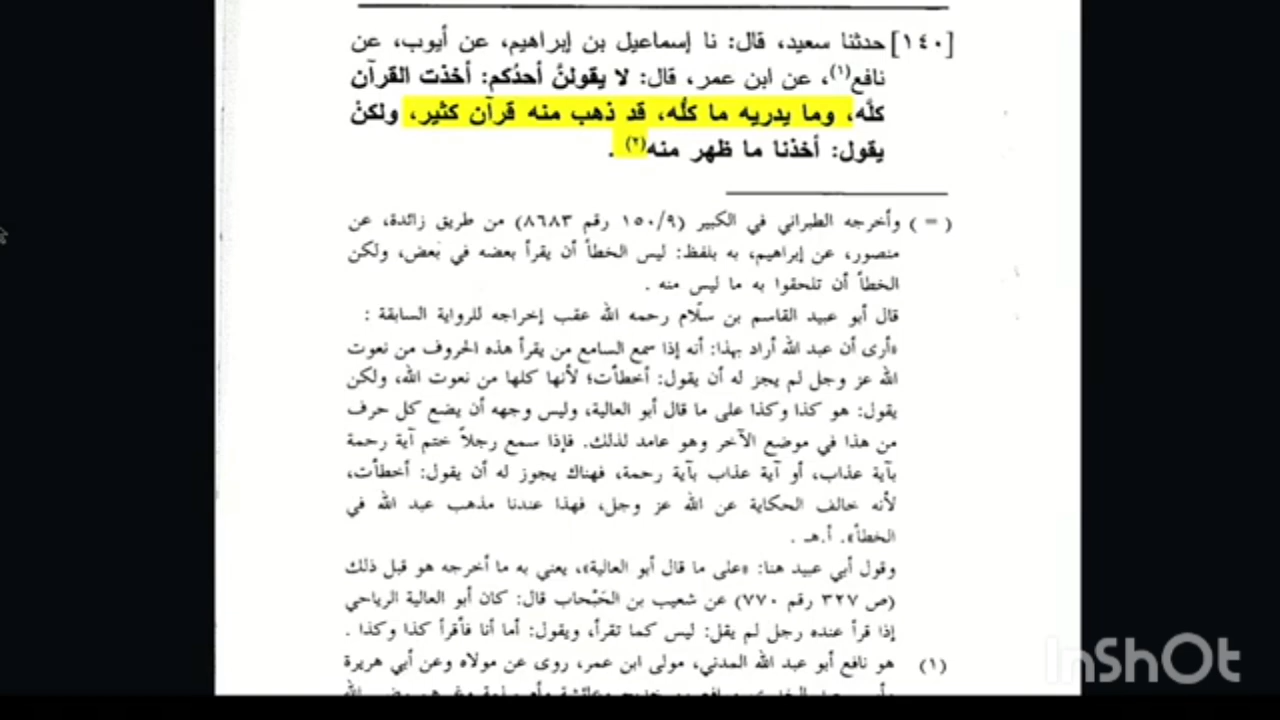 [١٤٠] حدثنا سعيد، قال: نا إسماعيل بن إبراهيم، عن أيوب، عن
نافع(١)، عن ابن عمر، قال: لا يقولنَّ أحدُكم: أخذت القرآن
كلَّه، وما يدريه ما كلُّه، قد ذهب منه قرآن كثير، ولكنْ
يقول: أخذنا ما ظهر منه(٢) .
( = ) وأخرجه الطبراني في الكبير (١٥٠/٩ رقم ٨٦٨٣) من طريق زائدة، عن
منصور، عن إبراهيم، به بلفظ: ليس الخطأ أن يقرأ بعضه في بعض، ولكن
الخطأ أن تلحقوا به ما ليس منه .
قال أبو عبيد القاسم بن سلّام رحمه الله عقب إخراجه للرواية السابقة :
«أرى أن عبد الله أراد بهذا: أنه إذا سمع السامع من يقرأ هذه الحروف من نعوت
الله عز وجل لم يجز له أن يقول: أخطأت؛ لأنها كلها من نعوت الله، ولكن
يقول: هو كذا وكذا على ما قال أبو العالية، وليس وجهه أن يضع كل حرف
من هذا في موضع الآخر وهو عامد لذلك. فإذا سمع رجلاً ختم آية رحمة
بآية عذاب، أو آية عذاب بآية رحمة، فهناك يجوز له أن يقول: أخطأت،
لأنه خالف الحكاية عن الله عز وجل، فهذا عندنا مذهب عبد الله في
الخطأ». أ.هـ .
وقول أبي عبيد هنا: «على ما قال أبو العالية»، يعني به ما أخرجه هو قبل ذلك
(ص ٣٢٧ رقم ٧٧٠) عن شعيب بن الحَبْحاب قال: كان أبو العالية الرياحي
إذا قرأ عنده رجل لم يقل: ليس كما تقرأ، ويقول: أما أنا فأقرأ كذا وكذا .
(١) هو نافع أبو عبد الله المدني، مولى ابن عمر، روى عن مولاه وعن أبي هريرة
InShOt